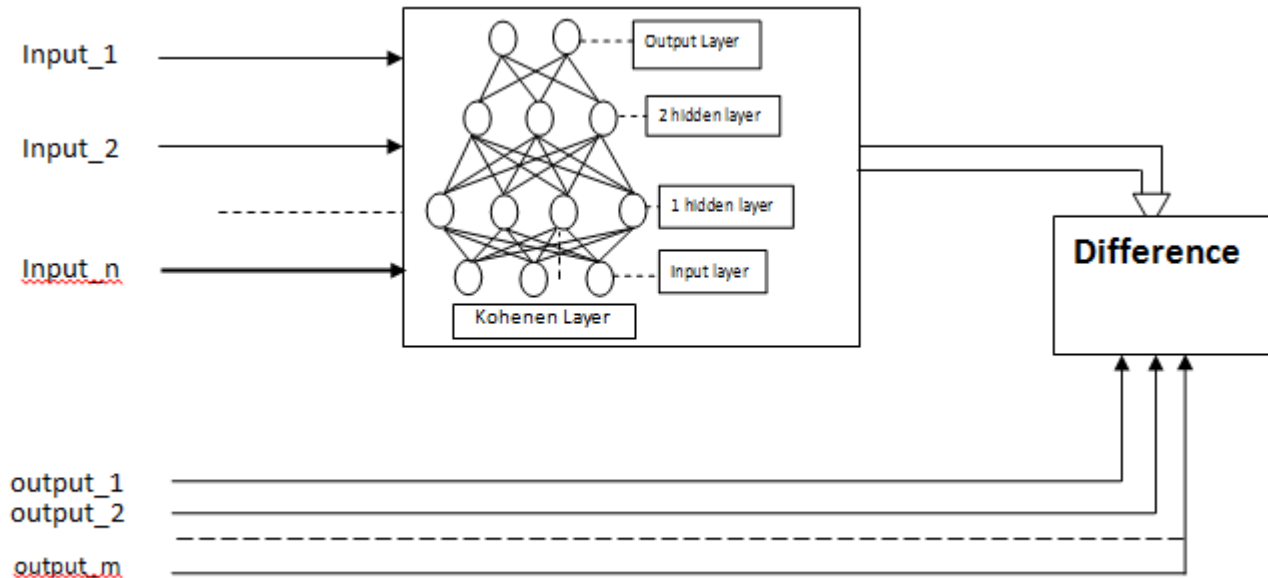 Input_1
Output Layer
2 hidden layer
Input_2
1 hidden layer
Input_n
Input layer
Kohenen Layer
Difference
output_1
output_2
output_m